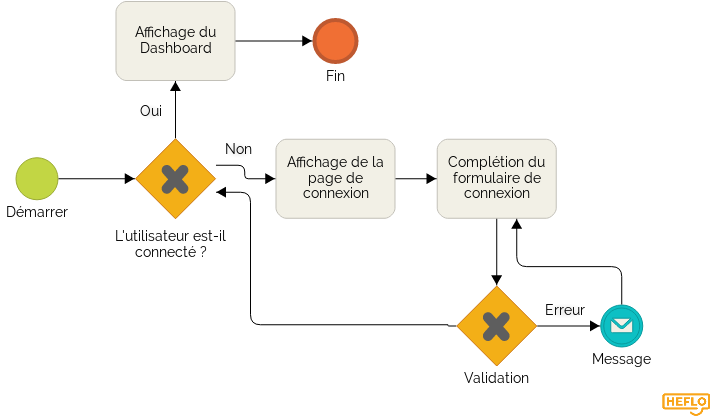 Affichage du
Dashboard
Fin
Oui
Non
Affichage de la
page de
connexion
Complétion du
formulaire de
connexion
Démarrer
L'utilisateur est-il
connecté ?
Erreur
Message
Validation
HEFLO